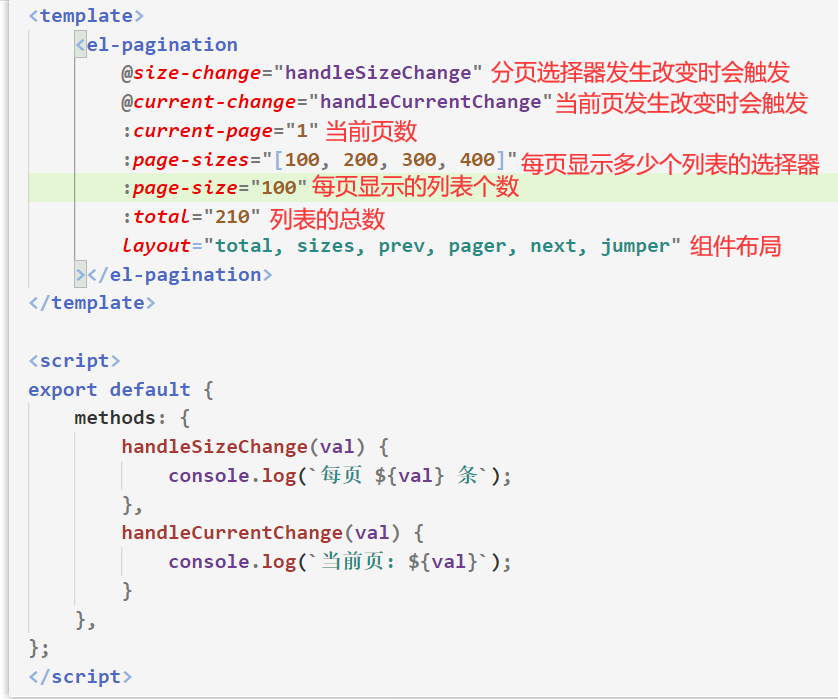 <template>
<el-pagination
@size-change="handleSizeChange" 分页选择器发生改变时会触发
@current-change="handleCurrentChange"当前页发生改变时会触发
:current-page="1" 当前页数
:page-sizes="[100, 200, 300, 400]"每页显示多少个列表的选择器
:page-size="100"每页显示的列表个数
:total="210" 列表的总数
layout="total, sizes, prev, pager, next, jumper" 组件布局
></el-pagination>
</template>
<script>
export default {
methods: {
handleSizeChange(val) {
console.log(`每页 ${val} 条`);
},
handleCurrentChange(val) {
console.log(`当前页: ${val}`);
}
},
};
</script>